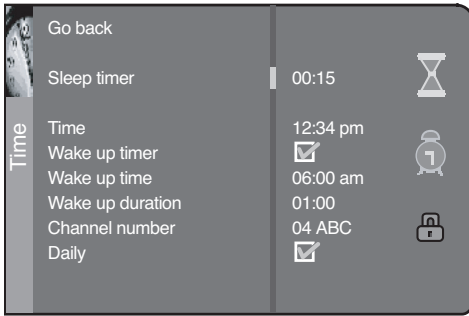 Go back
Sleep timer 00:15
Time
Time 12:34 pm
Wake up timer
Wake up time 06:00 am
Wake up duration 01:00
Channel number 04 ABC
Daily